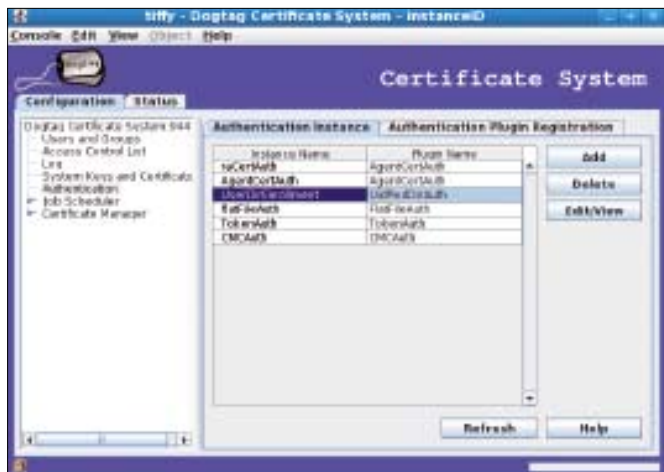 tiffy - Dogtag Certificate System - instanceID
Console Edit View Object Help
Certificate System
Configuration Status
Dogtag Certificate System 944
Users and Groups
Access Control List
Log
System Keys and Certificats
Authentication
Job Scheduler
Certificate Manager
Authentication Instance Authentication Plugin Registration
Instance Name Plugin Name
raCertAuth AgentCertAuth
AgentCertAuth AgentCertAuth
UserDirEnrollment UidPwdDirAuth
flatFileAuth FlatFileAuth
TokenAuth TokenAuth
CMCAuth CMCAuth
Add
Delete
Edit/View
Refresh Help